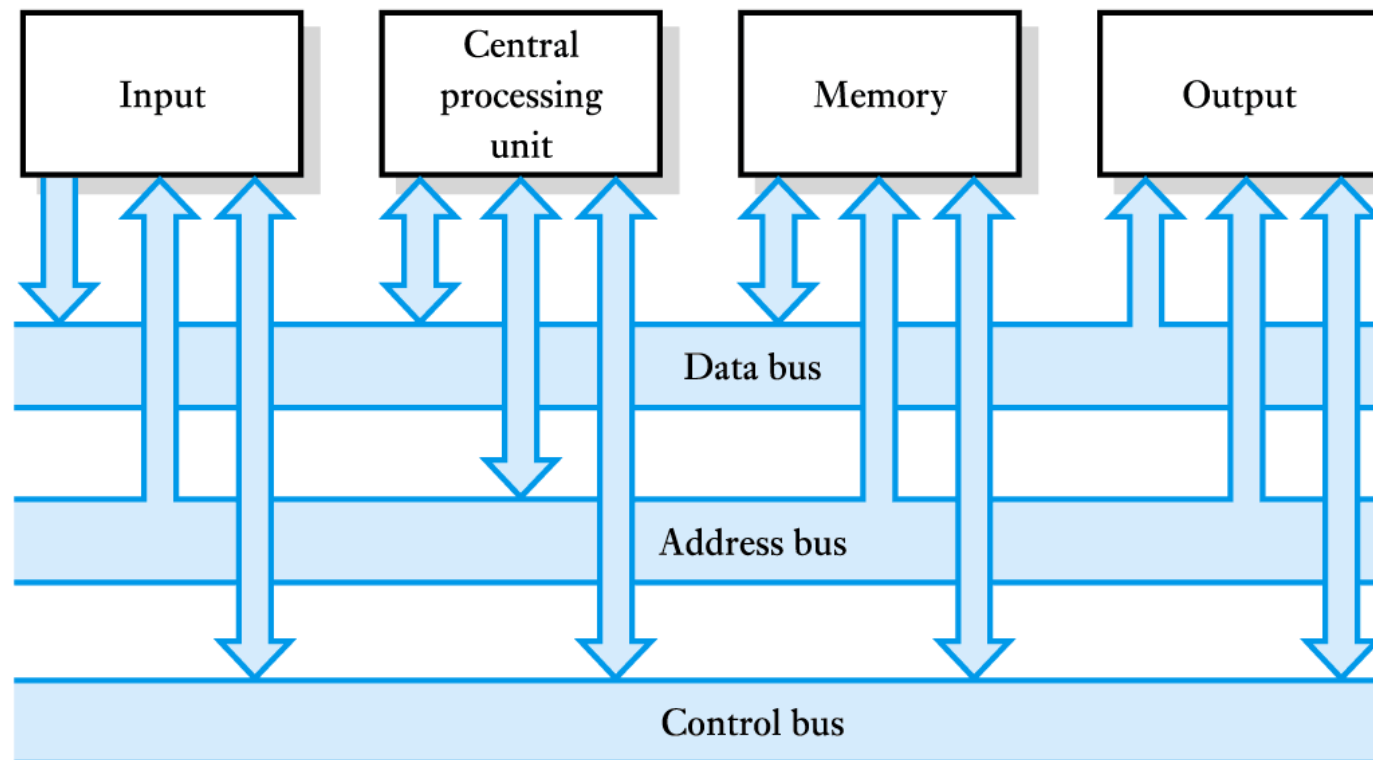 Input
Central
processing
unit
Memory
Output
Data bus
Address bus
Control bus